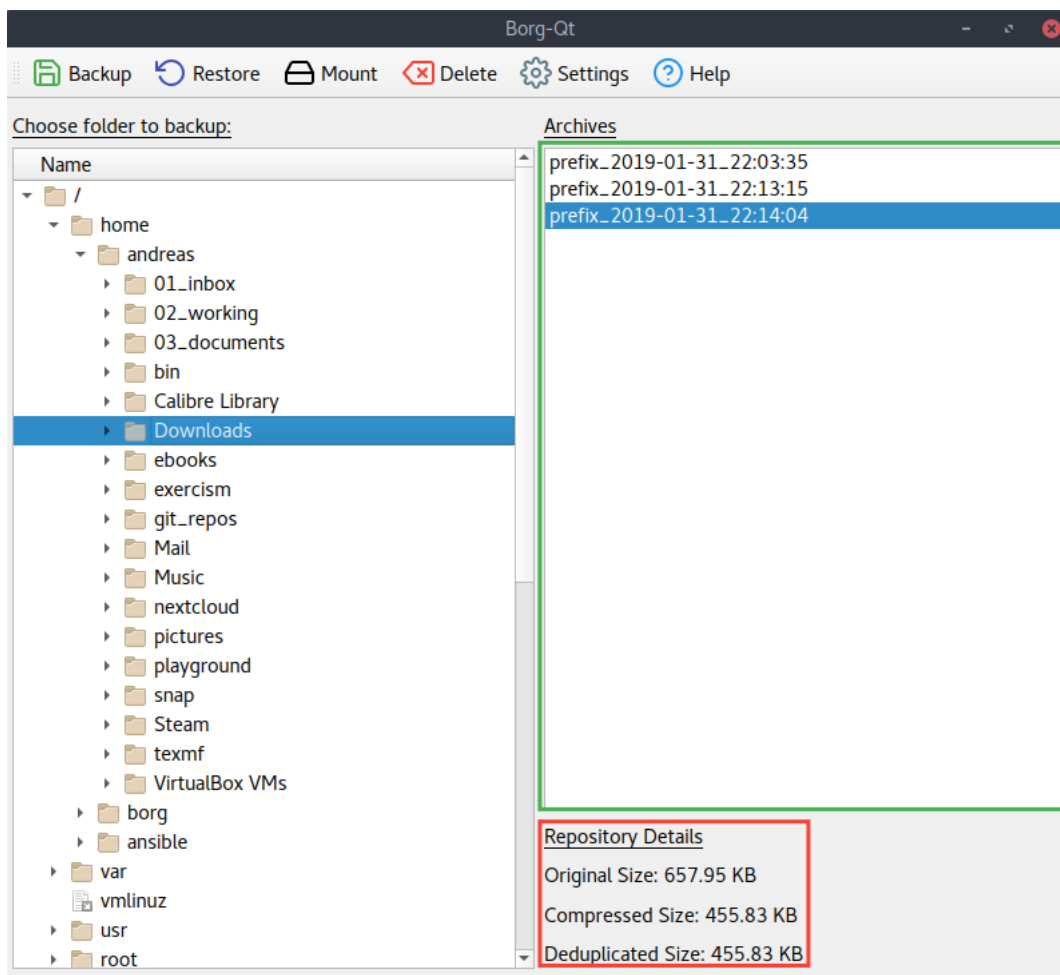 Borg-Qt
Backup Restore Mount Delete Settings Help
Choose folder to backup:
Name
/
home
andreas
01_inbox
02_working
03_documents
bin
Calibre Library
Downloads
ebooks
exercism
git_repos
Mail
Music
nextcloud
pictures
playground
snap
Steam
texmf
VirtualBox VMs
borg
ansible
var
vmlinuz
usr
root
Archives
prefix_2019-01-31_22:03:35
prefix_2019-01-31_22:13:15
prefix_2019-01-31_22:14:04
Repository Details
Original Size: 657.95 KB
Compressed Size: 455.83 KB
Deduplicated Size: 455.83 KB